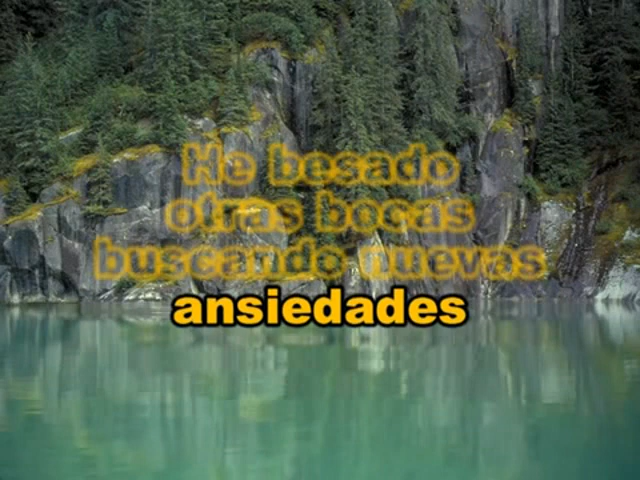 He besado
otras bocas
buscando nuevas
ansiedades